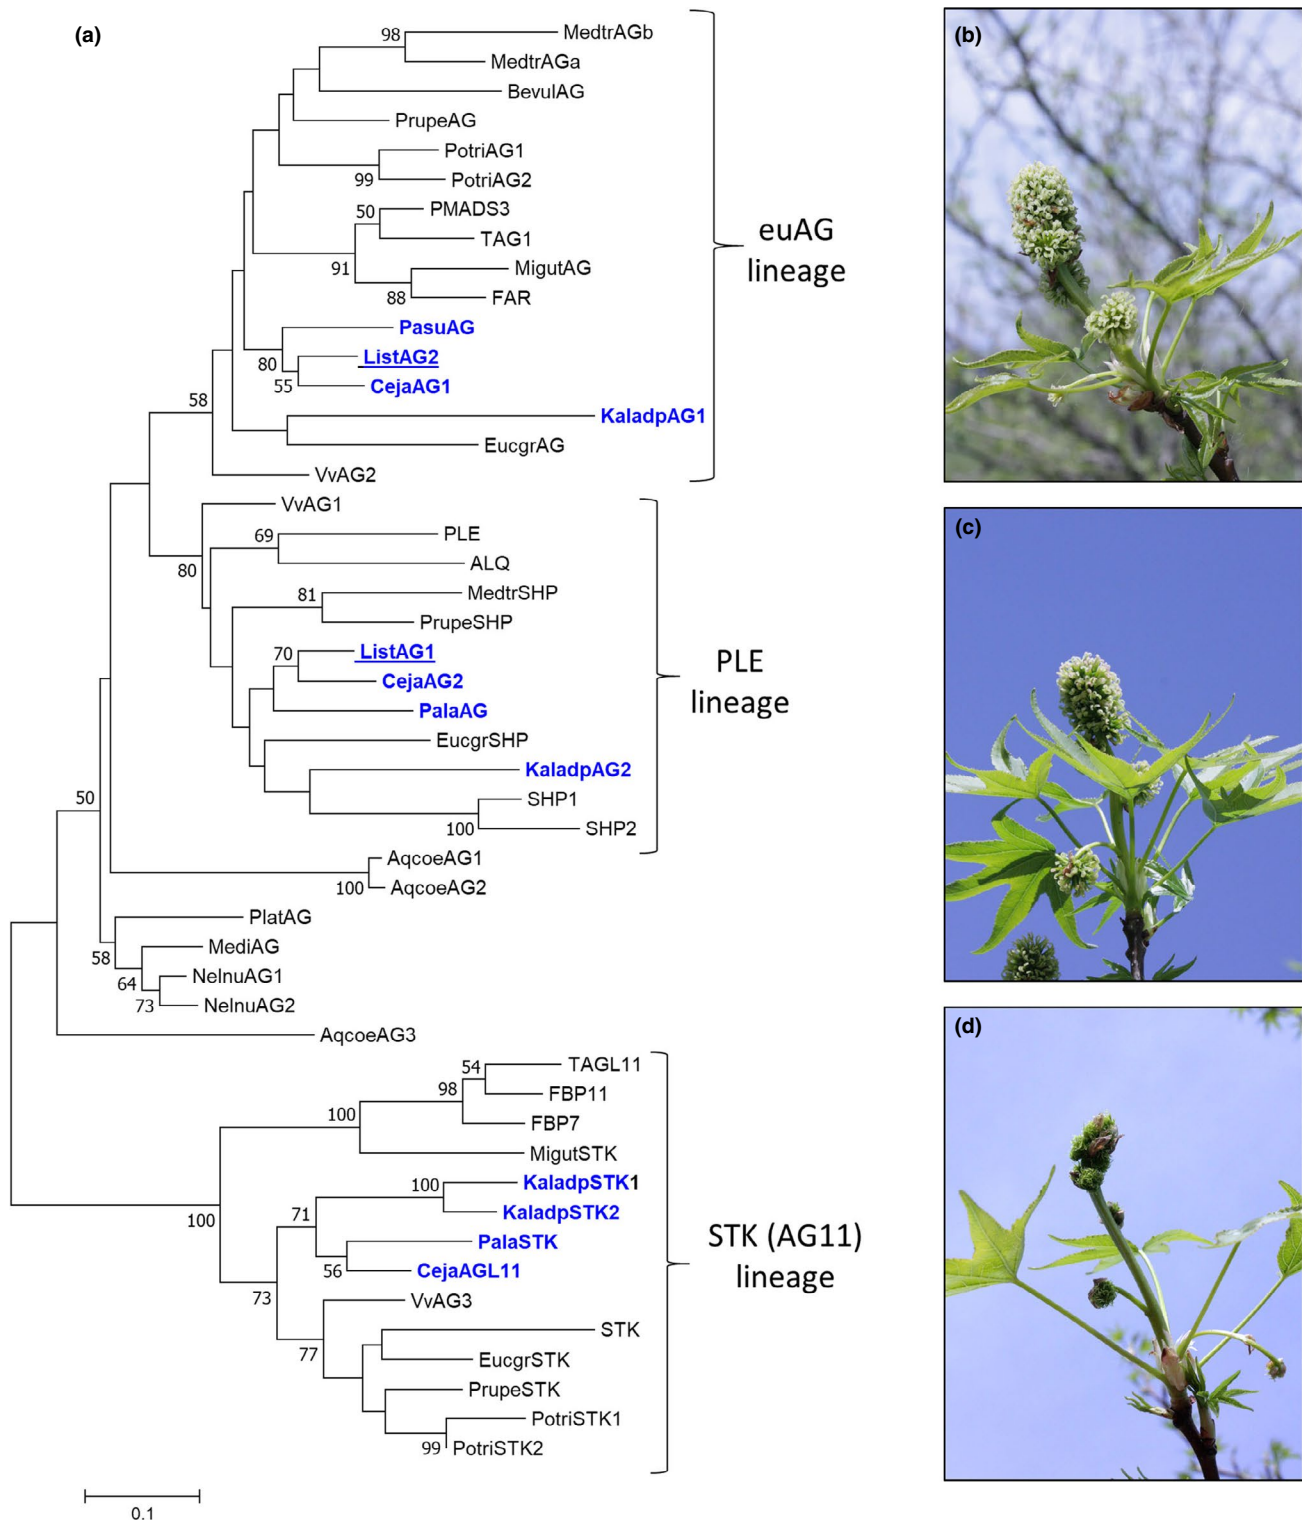 (a)
98
MedtrAGb
MedtrAGa
BevulAG
PrupeAG
PotriAG1
99
PotriAG2
50
PMADS3
TAG1
91
MigutAG
88
FAR
PasuAG
80
ListAG2
55
CejaAG1
58
KaladpAG1
EucgrAG
VvAG2
euAG
lineage
VvAG1
69
PLE
80
ALQ
81
MedtrSHP
PrupeSHP
70
ListAG1
CejaAG2
PalaAG
EucgrSHP
KaladpAG2
SHP1
100
SHP2
PLE
lineage
50
AqcoeAG1
100
AqcoeAG2
PlatAG
58
MediAG
64
NelnuAG1
73
NelnuAG2
AqcoeAG3
54
TAGL11
98
FBP11
100
FBP7
MigutSTK
100
KaladpSTK1
100
71
KaladpSTK2
PalaSTK
56
CejaAGL11
73
VvAG3
77
STK
EucgrSTK
PrupeSTK
PotriSTK1
99
PotriSTK2
STK (AG11)
lineage
0.1
(b)
(c)
(d)